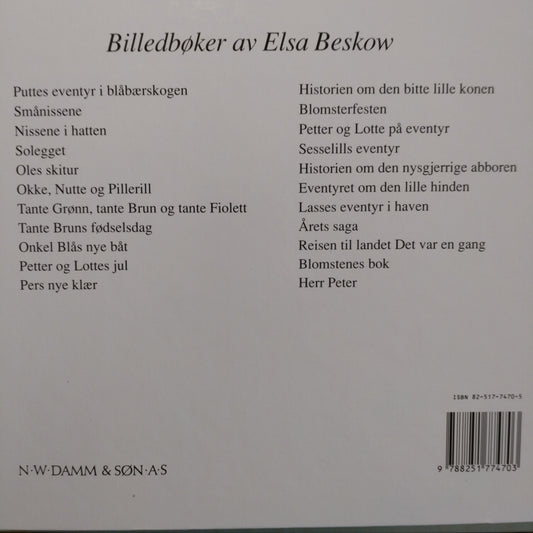 Billedbøker av Elsa Beskow
Puttes eventyr i blåbærskogen
Smånissene
Nissene i hatten
Solegget
Oles skitur
Okke, Nutte og Pillerill
Tante Grønn, tante Brun og tante Fiolett
Tante Bruns fødselsdag
Onkel Blås nye båt
Petter og Lottes jul
Pers nye klær
Historien om den bitte lille konen
Blomsterfesten
Petter og Lotte på eventyr
Sesselills eventyr
Historien om den nysgjerrige abboren
Eventyret om den lille hinden
Lasses eventyr i haven
Årets saga
Reisen til landet Det var en gang
Blomstenes bok
Herr Peter
ISBN 82-517-7470-5
9 788251 774703
N·W·DAMM & SØN·A·S